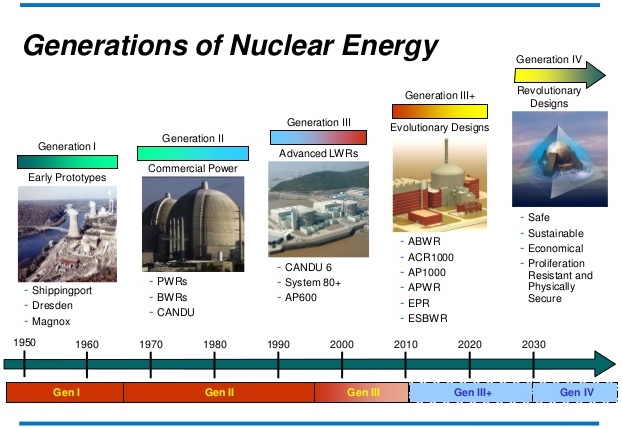 Generations of Nuclear Energy
Generation I
Early Prototypes
- Shippingport
- Dresden
- Magnox
Generation II
Commercial Power
- PWRs
- BWRs
- CANDU
Generation III
Advanced LWRs
- CANDU 6
- System 80+
- AP600
Generation III+
Evolutionary Designs
- ABWR
- ACR1000
- AP1000
- APWR
- EPR
- ESBWR
Generation IV
Revolutionary
Designs
- Safe
- Sustainable
- Economical
- Proliferation
Resistant and
Physically
Secure
1950 1960 1970 1980 1990 2000 2010 2020 2030
Gen I Gen II Gen III Gen III+ Gen IV